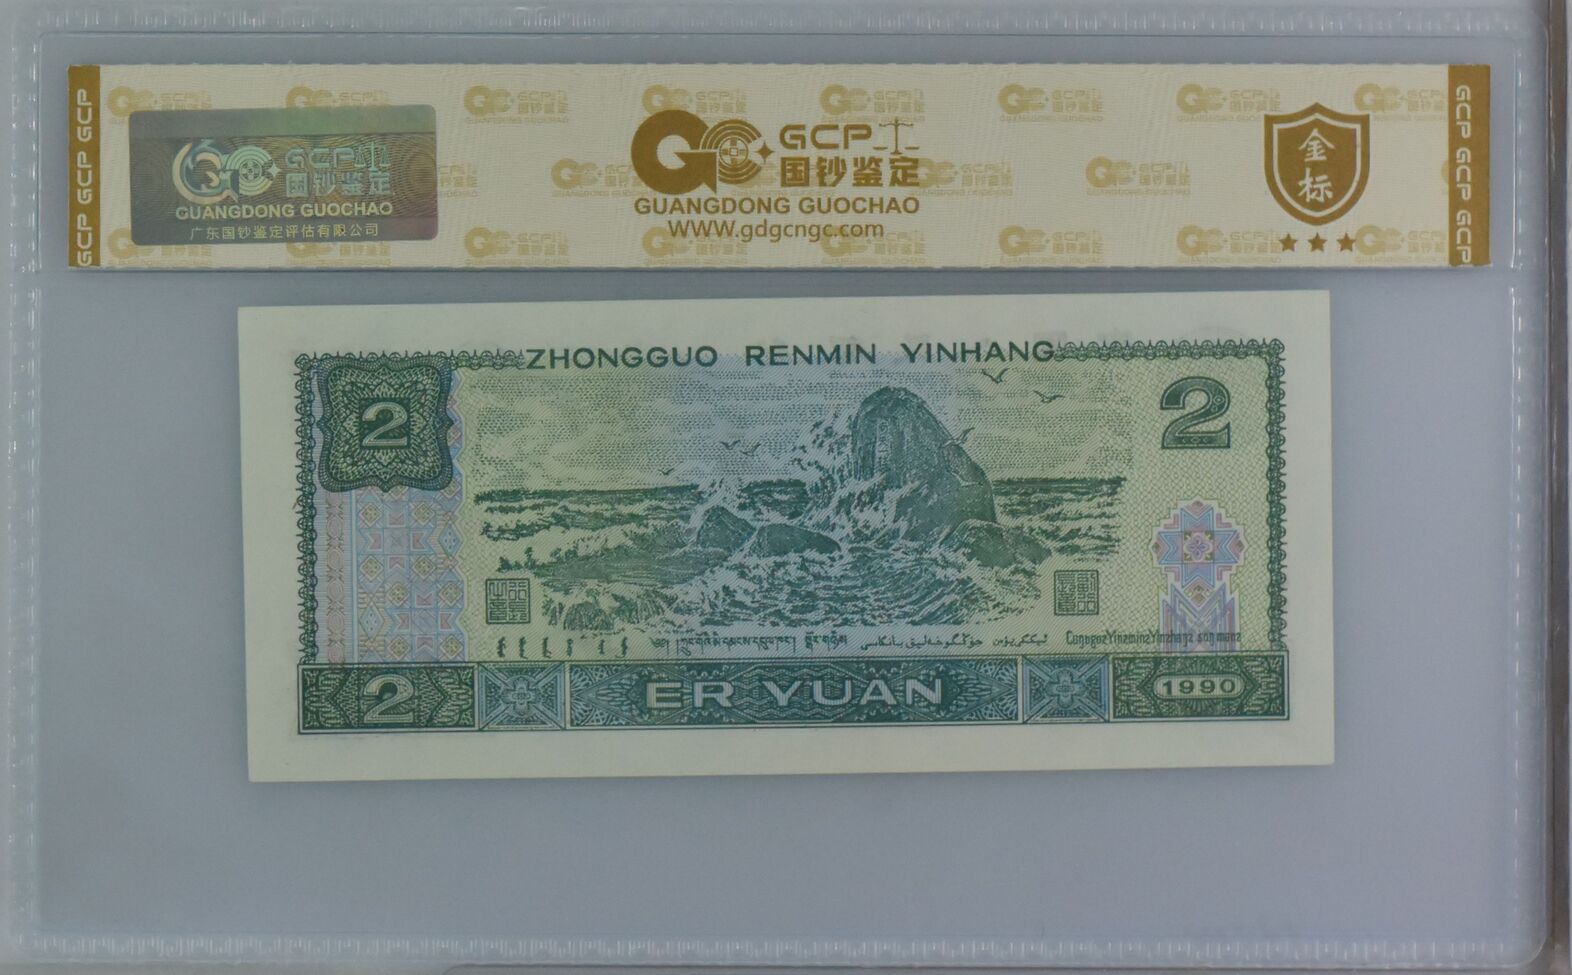 GCP GCP GCP
GCP
国钞鉴定
GUANGDONG GUOCHAO
广东国钞鉴定评估有限公司
GCP
国钞鉴定
GUANGDONG GUOCHAO
WWW.gdgcngc.com
金标
GCP GCP GCP
ZHONGGUO RENMIN YINHANG
2
2
2
ER YUAN
1990